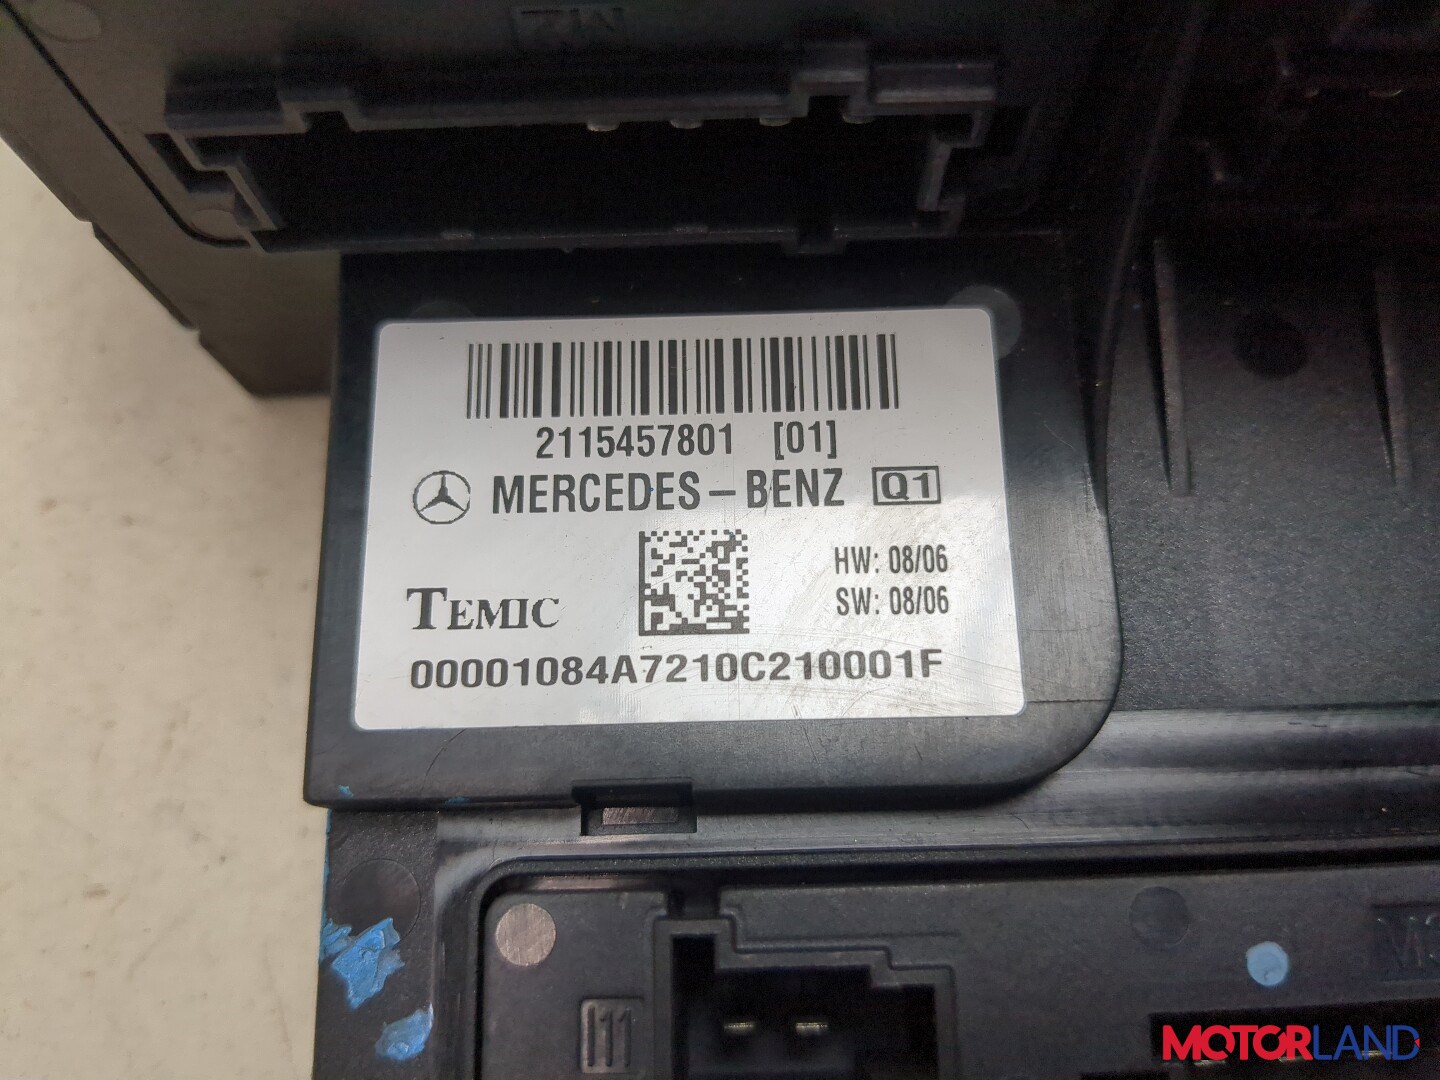 2115457801 [01]
MERCEDES-BENZ Q1
HW: 08/06
SW: 08/06
TEMIC
00001084A7210C210001F
I11
MOTORLAND